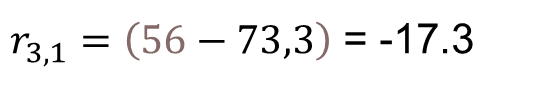 r3,1 = (56 − 73,3) = -17.3